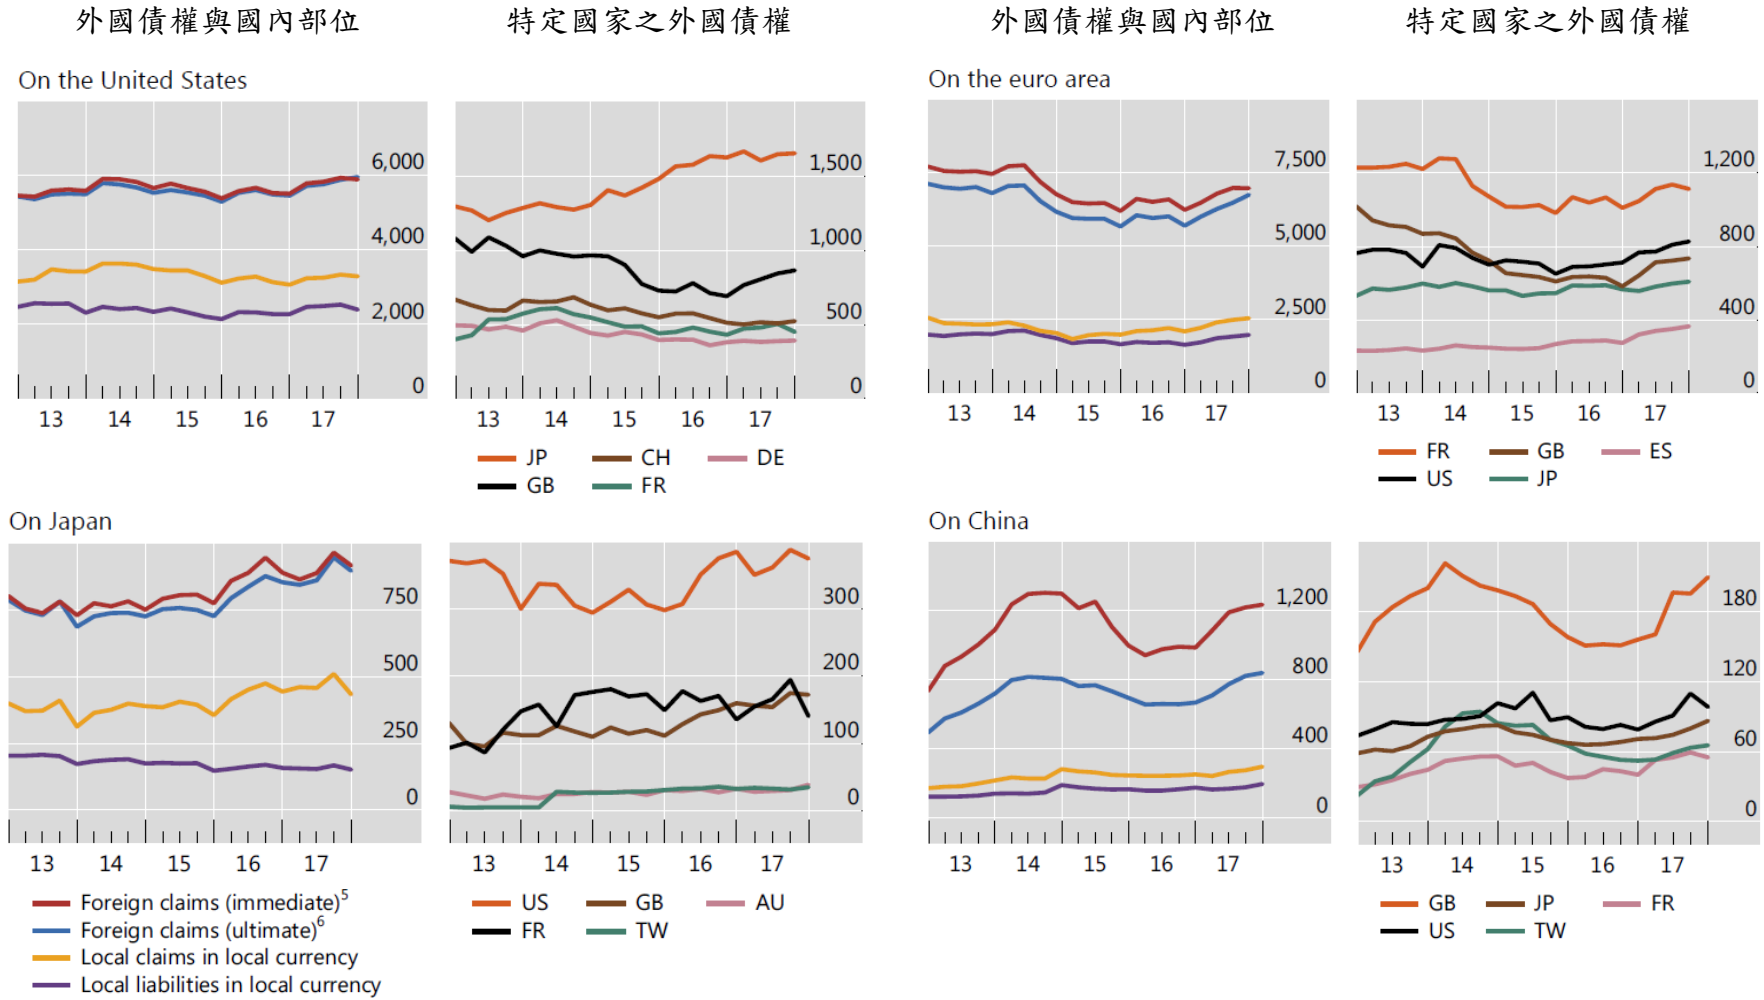 外國債權與國內部位
特定國家之外國債權
外國債權與國內部位
特定國家之外國債權
On the United States
6,000
4,000
2,000
0
13 14 15 16 17
1,500
1,000
500
0
13 14 15 16 17
JP CH DE
GB FR
On the euro area
7,500
5,000
2,500
0
13 14 15 16 17
1,200
800
400
0
13 14 15 16 17
FR GB ES
US JP
On Japan
750
500
250
0
13 14 15 16 17
Foreign claims (immediate)⁵
Foreign claims (ultimate)⁶
Local claims in local currency
Local liabilities in local currency
300
200
100
0
13 14 15 16 17
US GB AU
FR TW
On China
1,200
800
400
0
13 14 15 16 17
180
120
60
0
13 14 15 16 17
GB JP FR
US TW